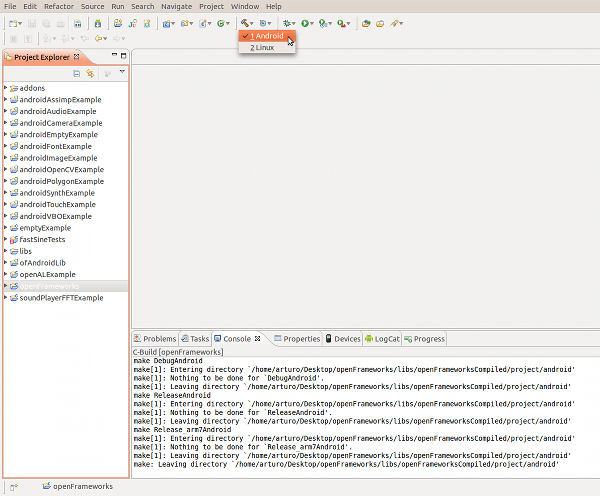 File Edit Refactor Source Run Search Navigate Project Window Help
1 Android
2 Linux
Project Explorer
addons
androidAssimpExample
androidAudioExample
androidCameraExample
androidEmptyExample
androidFontExample
androidImageExample
androidOpenCVExample
androidPolygonExample
androidSynthExample
androidTouchExample
androidVBOExample
emptyExample
fastSineTests
libs
ofAndroidLib
openALExample
openFrameworks
soundPlayerFFTExample
Problems Tasks Console Properties Devices LogCat Progress
C-Build [openFrameworks]
make DebugAndroid
make[1]: Entering directory `/home/arturo/Desktop/openFrameworks/libs/openFrameworksCompiled/project/android'
make[1]: Nothing to be done for `DebugAndroid'.
make[1]: Leaving directory `/home/arturo/Desktop/openFrameworks/libs/openFrameworksCompiled/project/android'
make ReleaseAndroid
make[1]: Entering directory `/home/arturo/Desktop/openFrameworks/libs/openFrameworksCompiled/project/android'
make[1]: Nothing to be done for `ReleaseAndroid'.
make[1]: Leaving directory `/home/arturo/Desktop/openFrameworks/libs/openFrameworksCompiled/project/android'
make Release_arm7Android
make[1]: Entering directory `/home/arturo/Desktop/openFrameworks/libs/openFrameworksCompiled/project/android'
make[1]: Nothing to be done for `Release_arm7Android'.
make[1]: Leaving directory `/home/arturo/Desktop/openFrameworks/libs/openFrameworksCompiled/project/android'
make: Leaving directory `/home/arturo/Desktop/openFrameworks/libs/openFrameworksCompiled/project/android'
openFrameworks